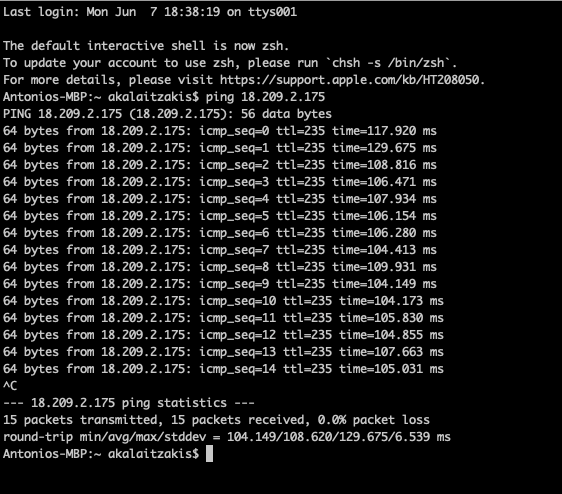 Last login: Mon Jun  7 18:38:19 on ttys001

The default interactive shell is now zsh.
To update your account to use zsh, please run `chsh -s /bin/zsh`.
For more details, please visit https://support.apple.com/kb/HT208050.
Antonios-MBP:~ akalaitzakis$ ping 18.209.2.175
PING 18.209.2.175 (18.209.2.175): 56 data bytes
64 bytes from 18.209.2.175: icmp_seq=0 ttl=235 time=117.920 ms
64 bytes from 18.209.2.175: icmp_seq=1 ttl=235 time=129.675 ms
64 bytes from 18.209.2.175: icmp_seq=2 ttl=235 time=108.816 ms
64 bytes from 18.209.2.175: icmp_seq=3 ttl=235 time=106.471 ms
64 bytes from 18.209.2.175: icmp_seq=4 ttl=235 time=107.934 ms
64 bytes from 18.209.2.175: icmp_seq=5 ttl=235 time=106.154 ms
64 bytes from 18.209.2.175: icmp_seq=6 ttl=235 time=106.280 ms
64 bytes from 18.209.2.175: icmp_seq=7 ttl=235 time=104.413 ms
64 bytes from 18.209.2.175: icmp_seq=8 ttl=235 time=109.931 ms
64 bytes from 18.209.2.175: icmp_seq=9 ttl=235 time=104.149 ms
64 bytes from 18.209.2.175: icmp_seq=10 ttl=235 time=104.173 ms
64 bytes from 18.209.2.175: icmp_seq=11 ttl=235 time=105.830 ms
64 bytes from 18.209.2.175: icmp_seq=12 ttl=235 time=104.855 ms
64 bytes from 18.209.2.175: icmp_seq=13 ttl=235 time=107.663 ms
64 bytes from 18.209.2.175: icmp_seq=14 ttl=235 time=105.031 ms
^C
--- 18.209.2.175 ping statistics ---
15 packets transmitted, 15 packets received, 0.0% packet loss
round-trip min/avg/max/stddev = 104.149/108.620/129.675/6.539 ms
Antonios-MBP:~ akalaitzakis$